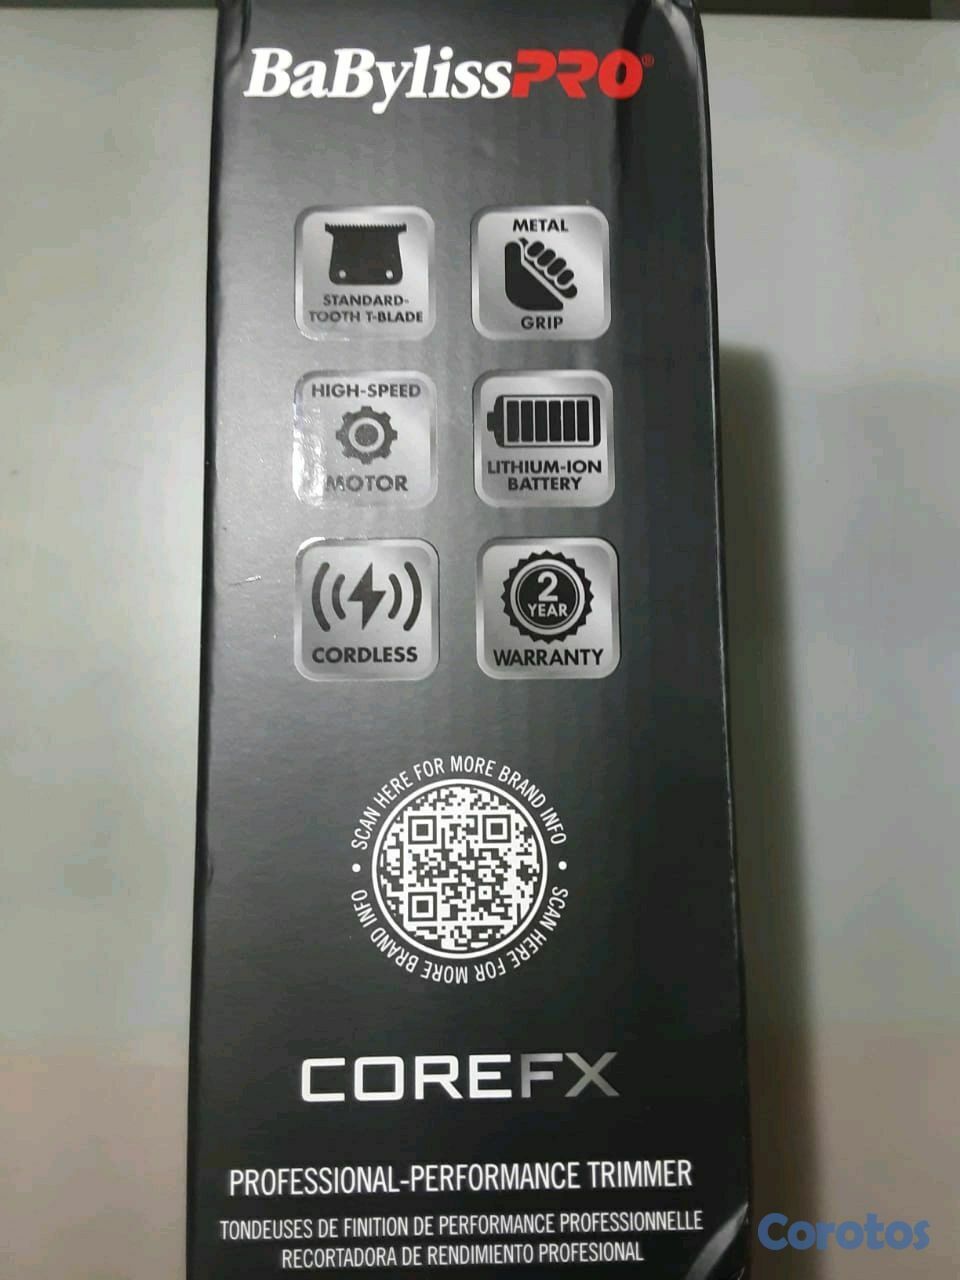 BaBylissPRO®
STANDARD-
TOOTH T-BLADE
METAL
GRIP
HIGH-SPEED
MOTOR
LITHIUM-ION
BATTERY
CORDLESS
2
YEAR
WARRANTY
SCAN HERE FOR MORE BRAND INFO •
SCAN HERE FOR MORE BRAND INFO •
COREFX
PROFESSIONAL-PERFORMANCE TRIMMER
TONDEUSES DE FINITION DE PERFORMANCE PROFESSIONNELLE
RECORTADORA DE RENDIMIENTO PROFESIONAL
Corotos